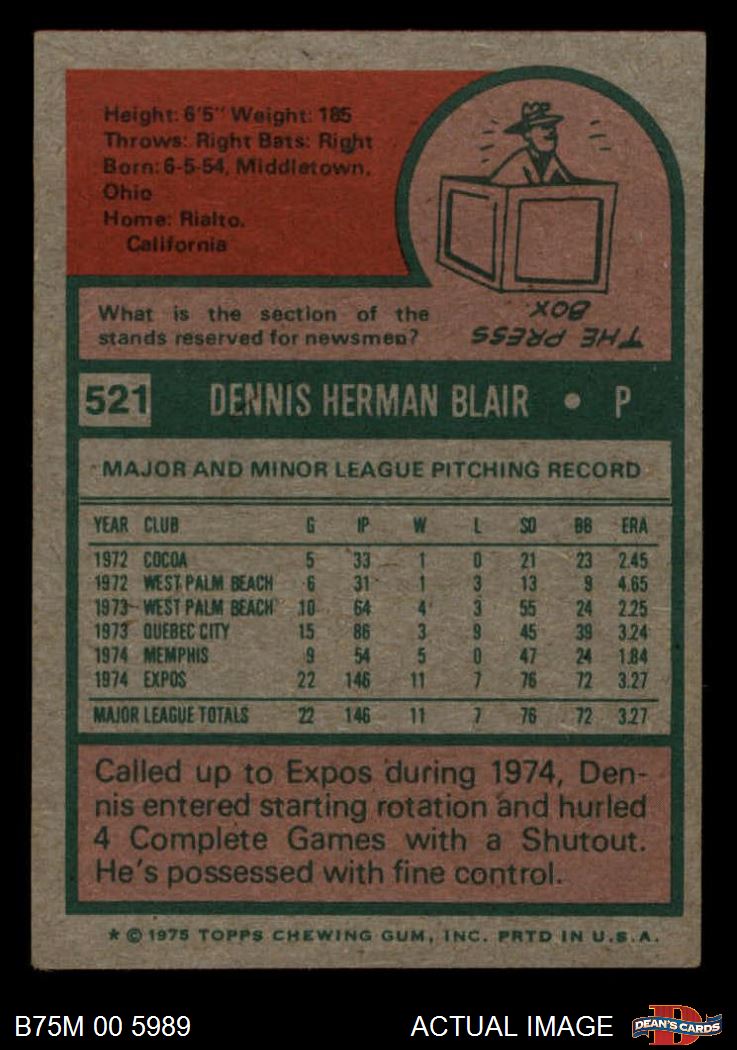 Height: 6'5" Weight: 185
Throws: Right Bats: Right
Born: 6-5-54, Middletown,
Ohio
Home: Rialto,
California
What is the section of the
stands reserved for newsmen?
THE PRESS
BOX
521 DENNIS HERMAN BLAIR • P
MAJOR AND MINOR LEAGUE PITCHING RECORD
YEAR CLUB G IP W L SO BB ERA
1972 COCOA 5 33 1 0 21 23 2.45
1972 WEST PALM BEACH 6 31 1 3 13 9 4.65
1973 WEST PALM BEACH 10 64 4 3 55 24 2.25
1973 QUEBEC CITY 15 86 3 9 45 39 3.24
1974 MEMPHIS 9 54 5 0 47 24 1.84
1974 EXPOS 22 146 11 7 76 72 3.27
MAJOR LEAGUE TOTALS 22 146 11 7 76 72 3.27
Called up to Expos during 1974, Den-
nis entered starting rotation and hurled
4 Complete Games with a Shutout.
He's possessed with fine control.
* © 1975 TOPPS CHEWING GUM, INC. PRTD IN U.S.A.
B75M 00 5989 ACTUAL IMAGE
DEAN'S CARDS